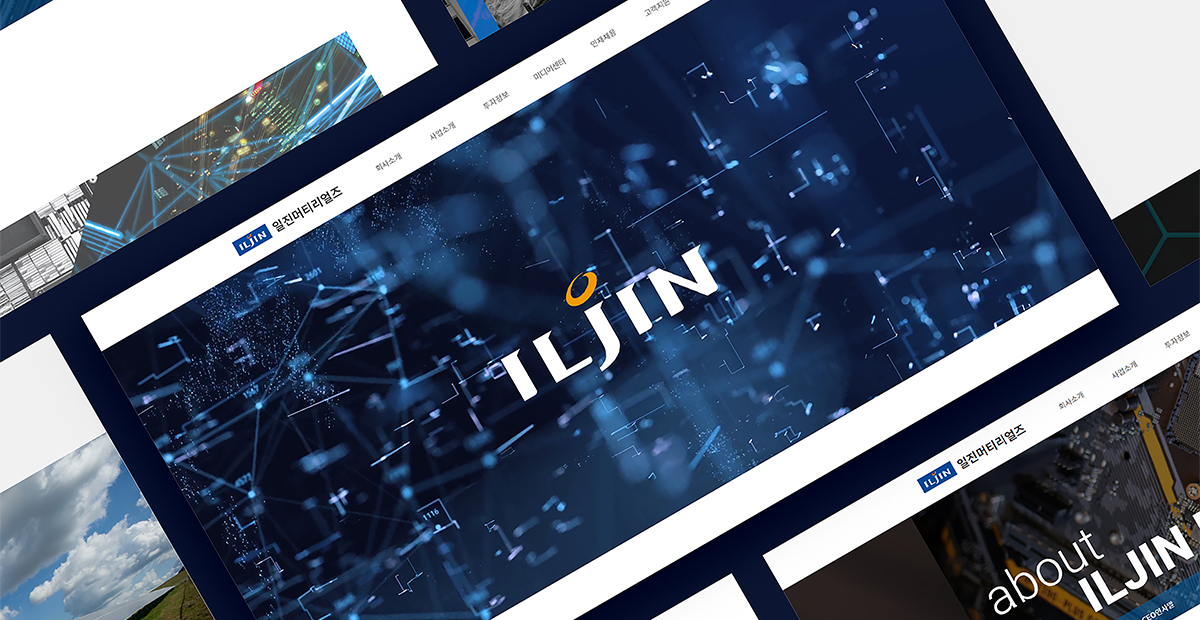 ILJIN 일진머티리얼즈
회사소개
사업소개
투자정보
미디어센터
인재채용
고객지원
ILJIN
1116
ILJIN 일진머티리얼즈
회사소개
사업소개
투자정보
about
ILJIN
CEO인사말